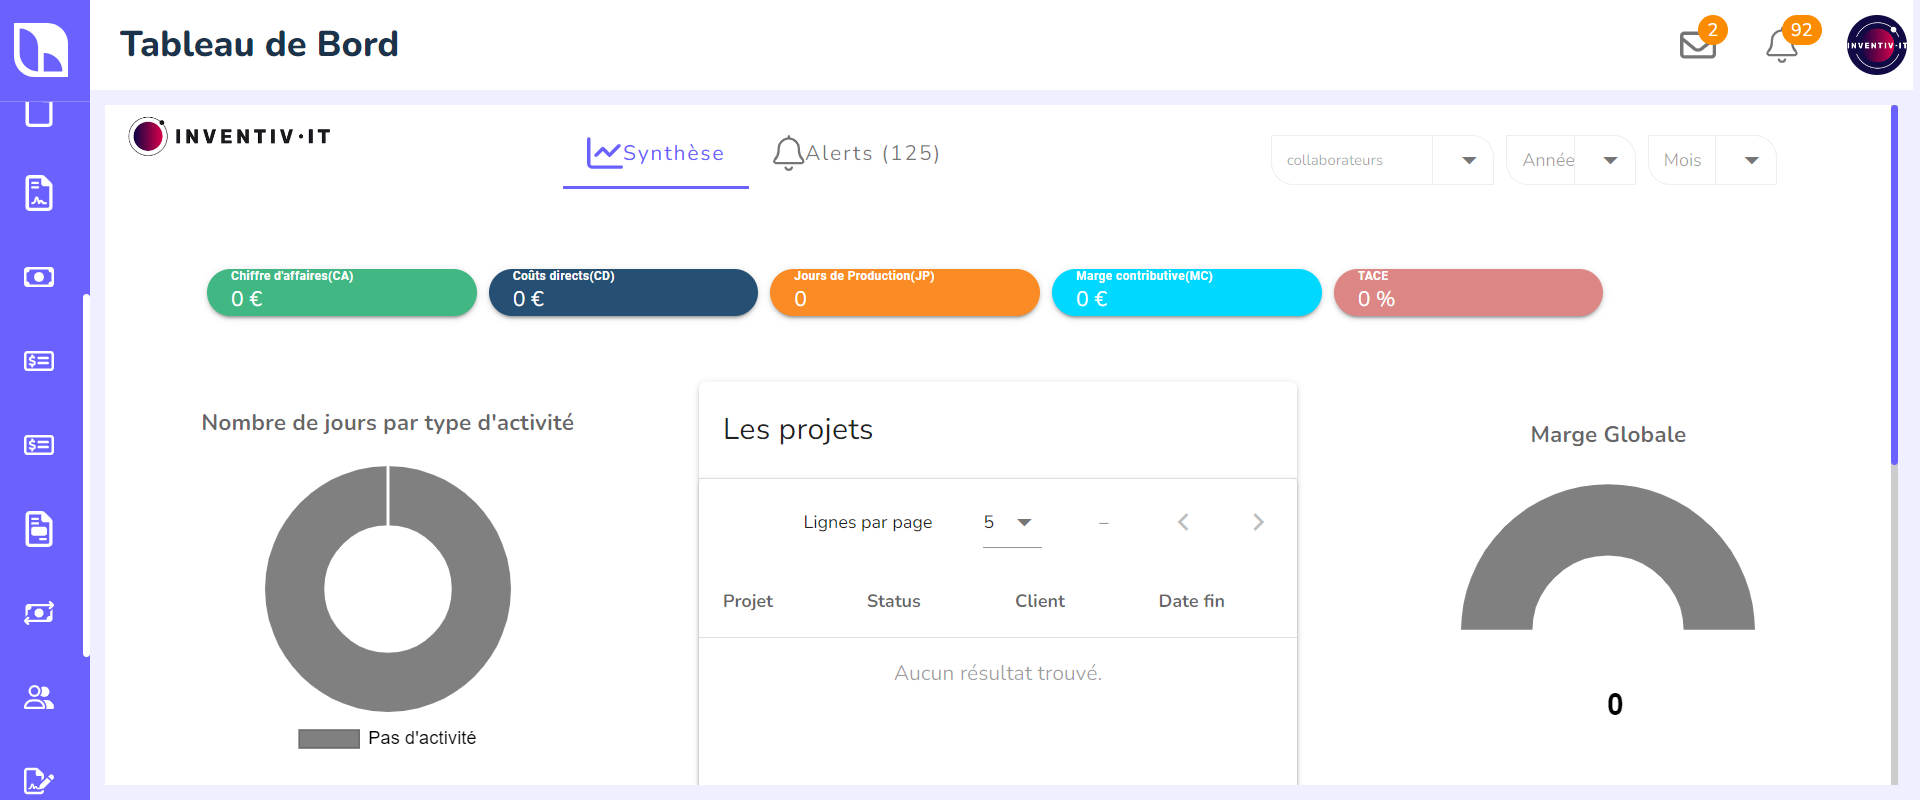 Tableau de Bord
2
92
INVENTIV·IT
INVENTIV·IT
Synthèse
Alerts (125)
collaborateurs
Année
Mois
Chiffre d'affaires(CA)
0 €
Coûts directs(CD)
0 €
Jours de Production(JP)
0
Marge contributive(MC)
0 €
TACE
0 %
Nombre de jours par type d'activité
Pas d'activité
Les projets
Lignes par page
5
–
Projet
Status
Client
Date fin
Aucun résultat trouvé.
Marge Globale
0